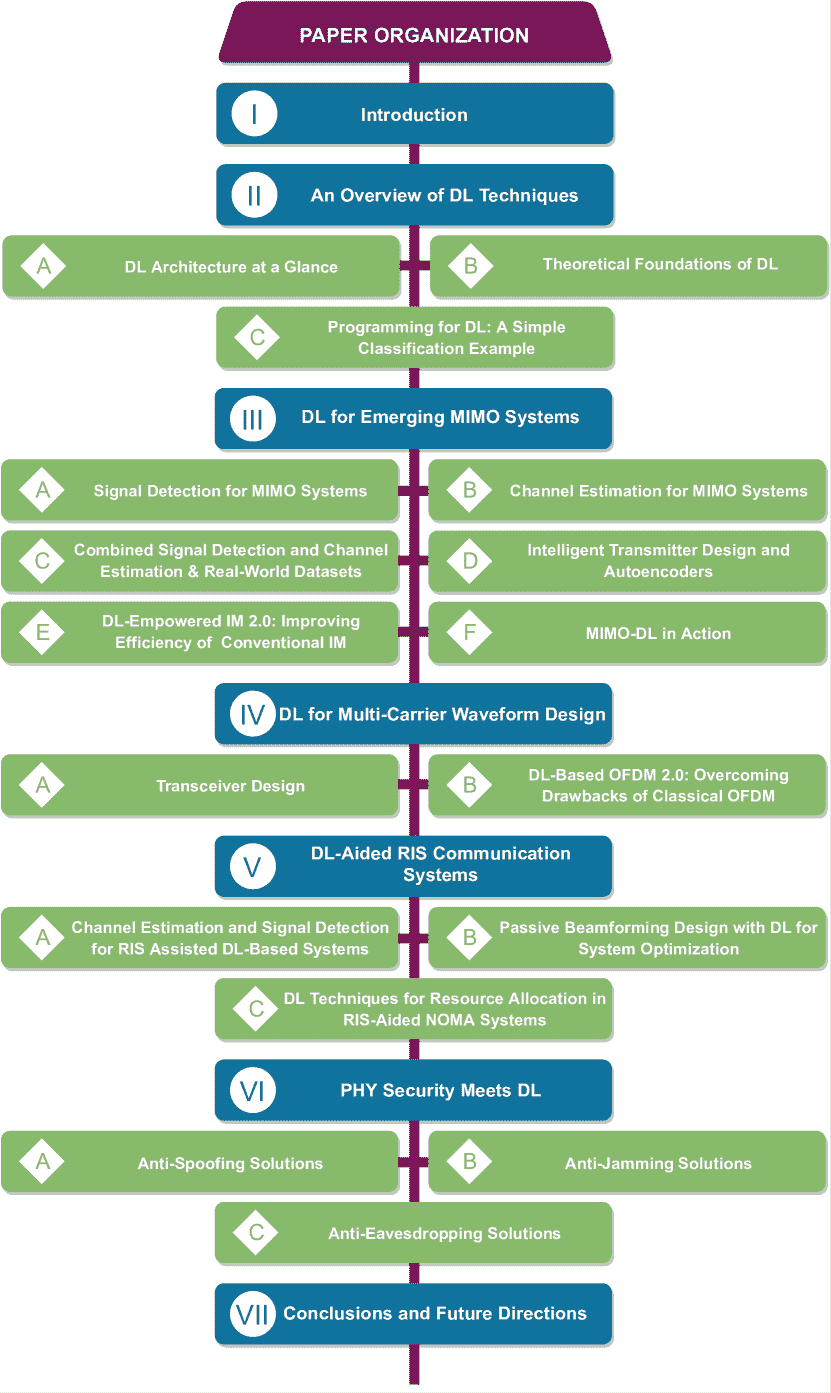 PAPER ORGANIZATION
I
Introduction
II
An Overview of DL Techniques
A
DL Architecture at a Glance
B
Theoretical Foundations of DL
C
Programming for DL: A Simple
Classification Example
III
DL for Emerging MIMO Systems
A
Signal Detection for MIMO Systems
B
Channel Estimation for MIMO Systems
C
Combined Signal Detection and Channel
Estimation & Real-World Datasets
D
Intelligent Transmitter Design and
Autoencoders
E
DL-Empowered IM 2.0: Improving
Efficiency of Conventional IM
F
MIMO-DL in Action
IV
DL for Multi-Carrier Waveform Design
A
Transceiver Design
B
DL-Based OFDM 2.0: Overcoming
Drawbacks of Classical OFDM
V
DL-Aided RIS Communication
Systems
A
Channel Estimation and Signal Detection
for RIS Assisted DL-Based Systems
B
Passive Beamforming Design with DL for
System Optimization
C
DL Techniques for Resource Allocation in
RIS-Aided NOMA Systems
VI
PHY Security Meets DL
A
Anti-Spoofing Solutions
B
Anti-Jamming Solutions
C
Anti-Eavesdropping Solutions
VII
Conclusions and Future Directions